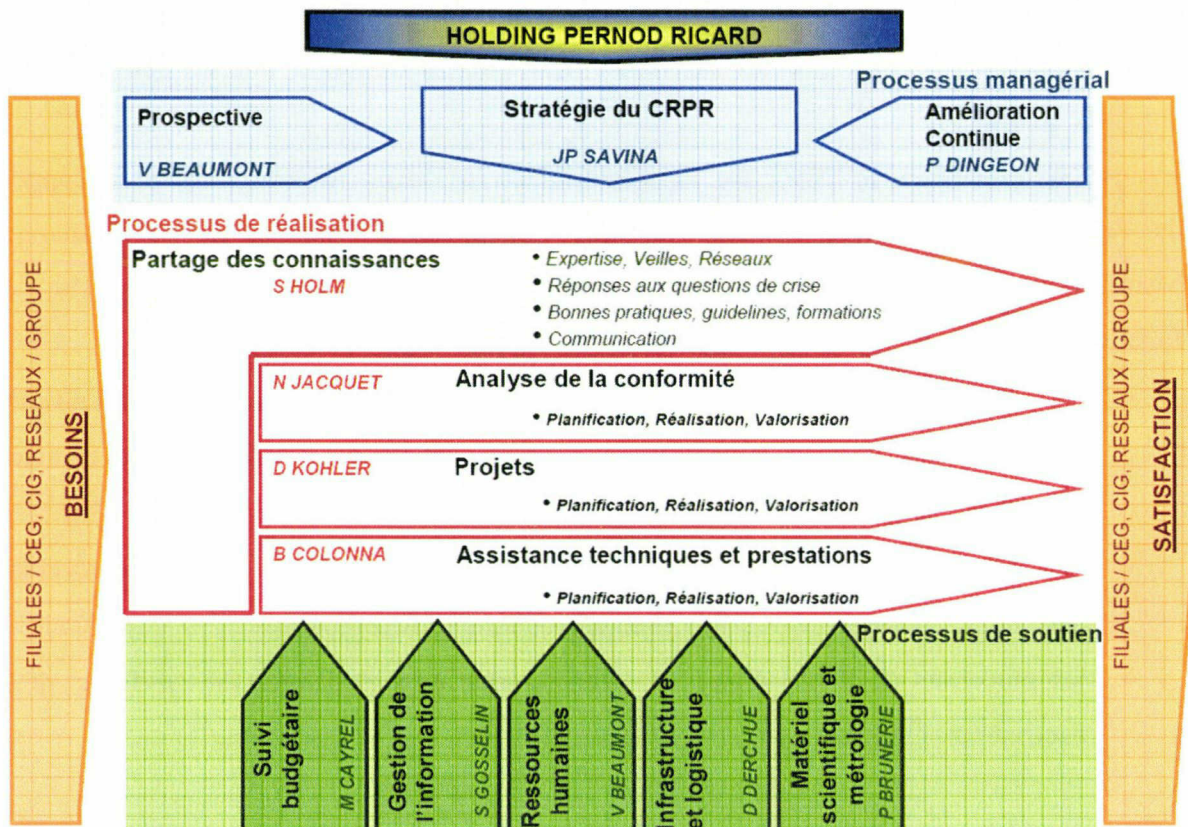 HOLDING PERNOD RICARD
Processus managérial
Prospective
V BEAUMONT
Stratégie du CRPR
JP SAVINA
Amélioration
Continue
P DINGEON
FILIALES / CEG, CIG, RESEAUX / GROUPE
BESOINS
Processus de réalisation
Partage des connaissances
S HOLM
• Expertise, Veilles, Réseaux
• Réponses aux questions de crise
• Bonnes pratiques, guidelines, formations
• Communication
N JACQUET
Analyse de la conformité
• Planification, Réalisation, Valorisation
D KOHLER
Projets
• Planification, Réalisation, Valorisation
B COLONNA
Assistance techniques et prestations
• Planification, Réalisation, Valorisation
FILIALES / CEG, CIG, RESEAUX / GROUPE
SATISFACTION
Processus de soutien
Suivi
budgétaire
M CAYREL
Gestion de
l'information
S GOSSELIN
Ressources
humaines
V BEAUMONT
Infrastructure
et logistique
D DERCHUE
Matériel
scientifique et
métrologie
P BRUNERIE